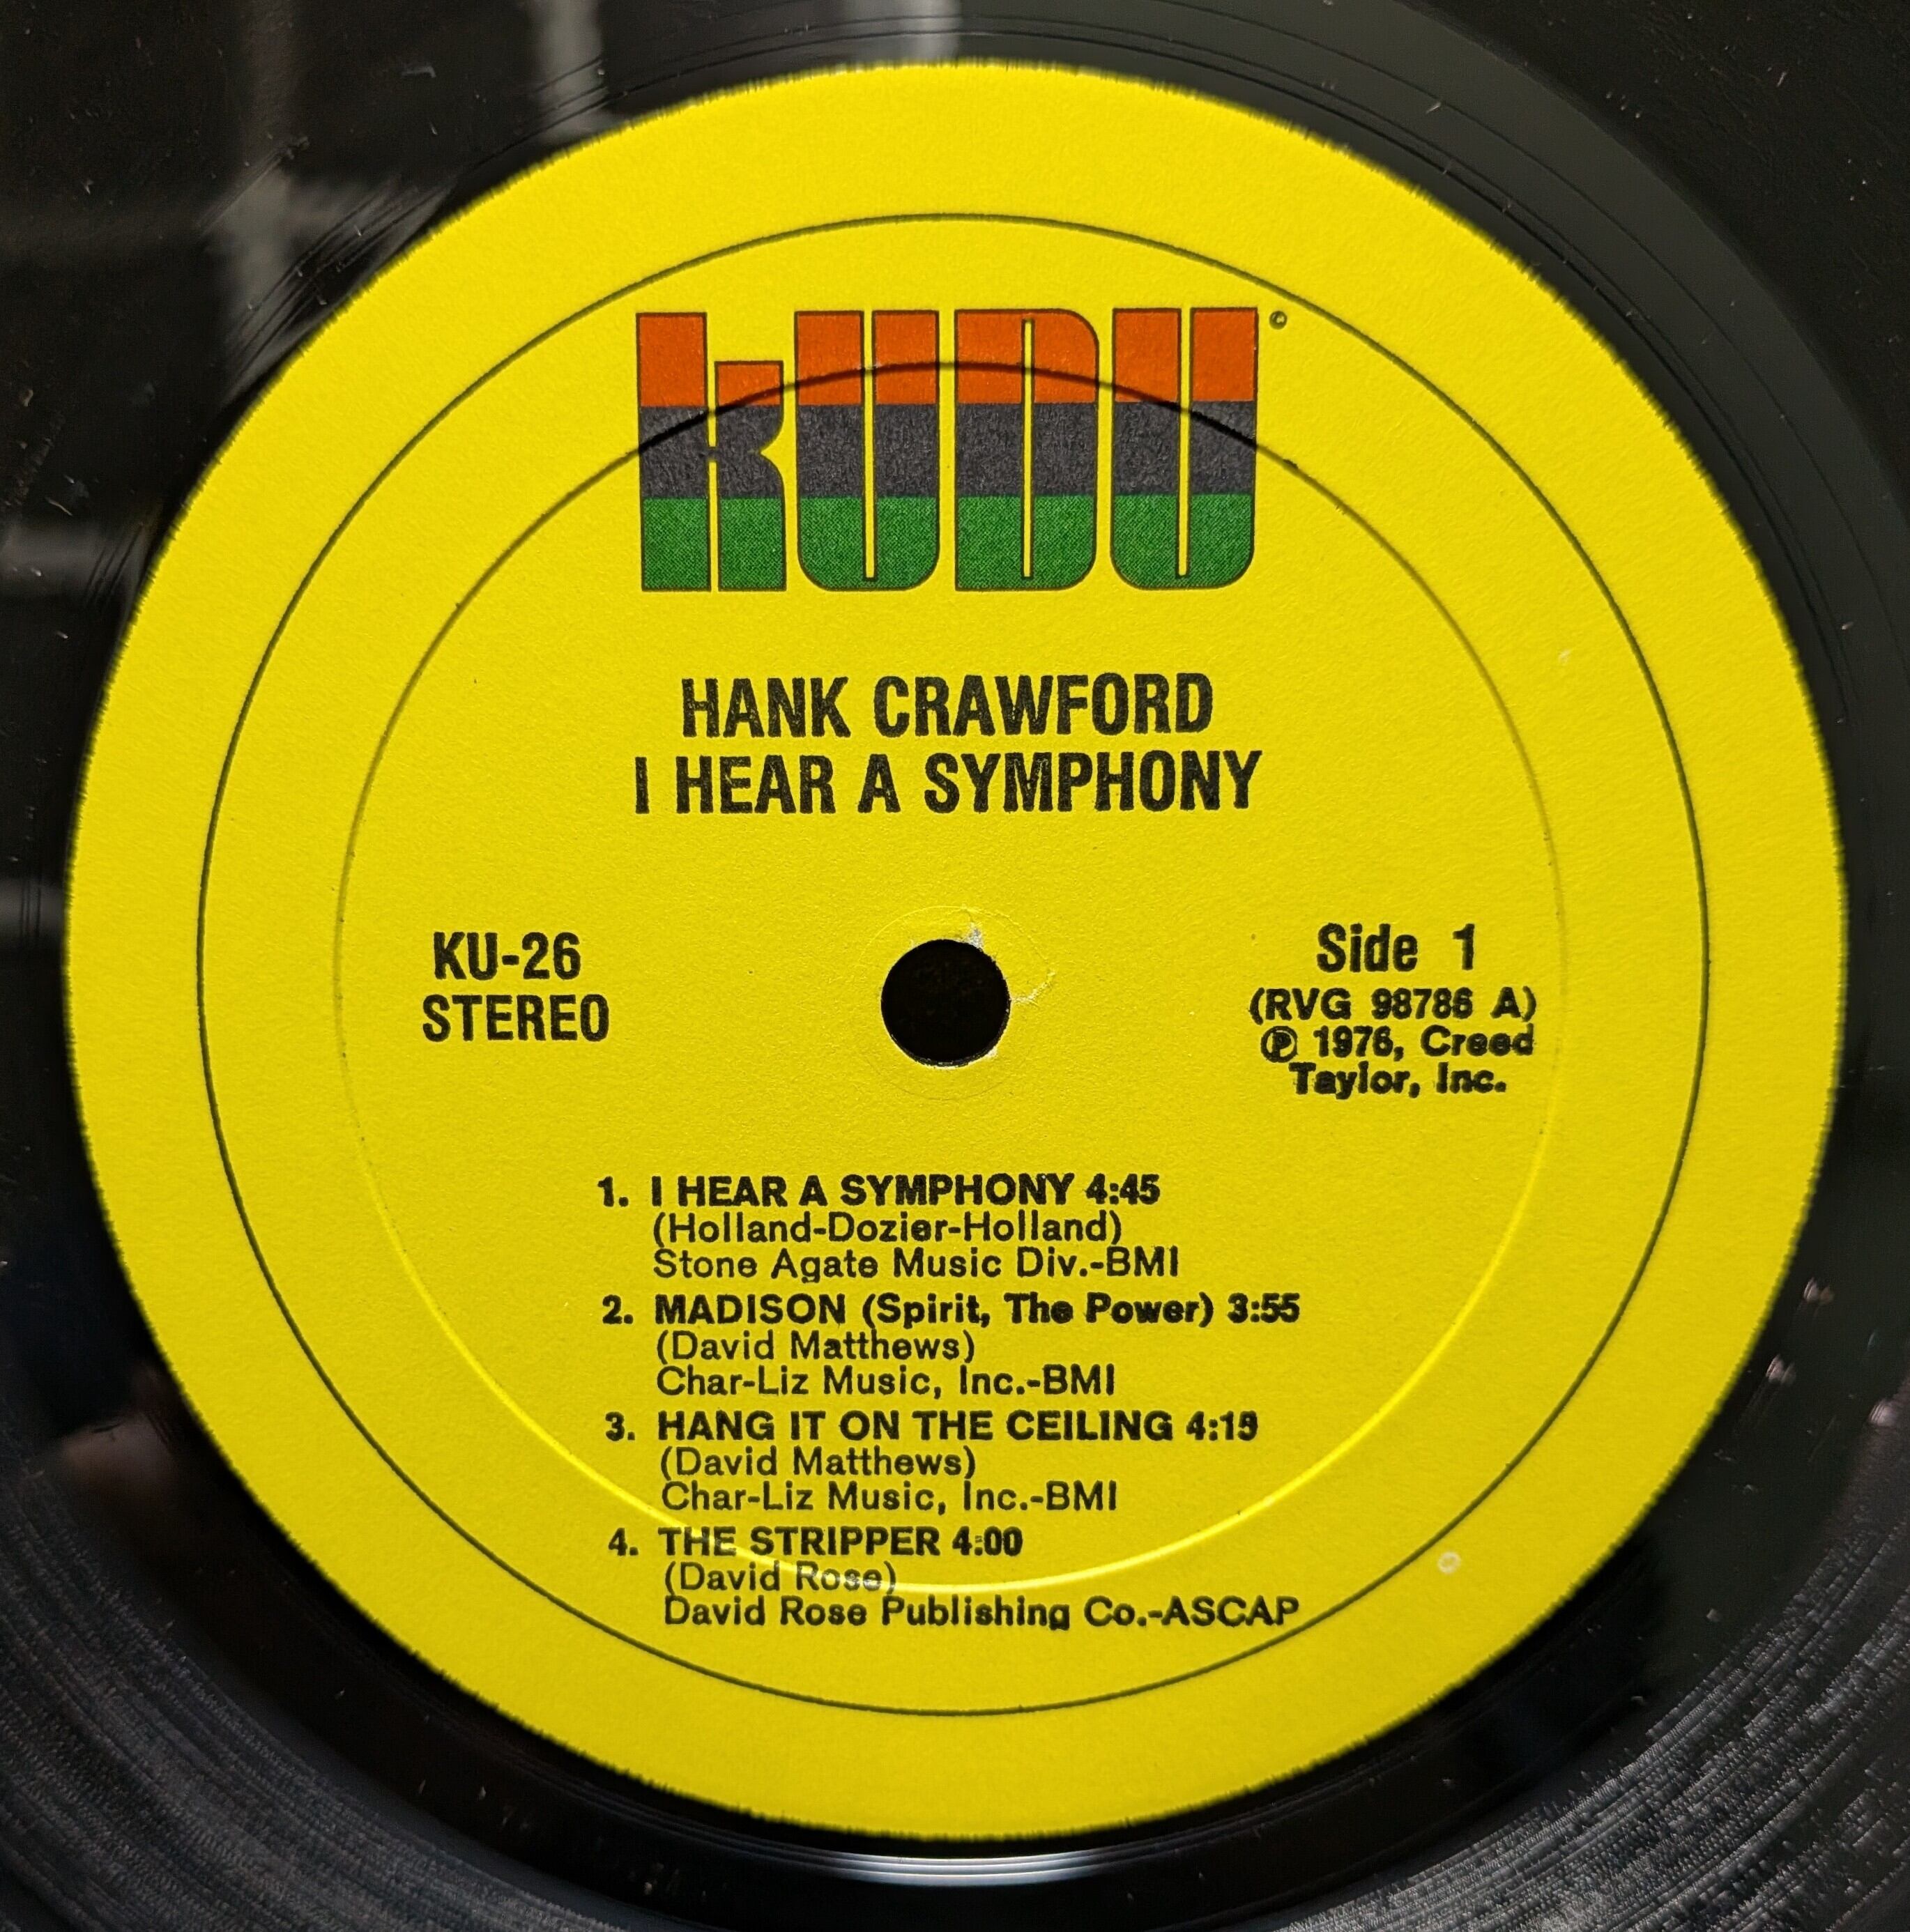 KUDU ©
HANK CRAWFORD
I HEAR A SYMPHONY
KU-26
STEREO
Side 1
(RVG 98786 A)
℗ 1976, Creed
Taylor, Inc.
1. I HEAR A SYMPHONY 4:45
(Holland-Dozier-Holland)
Stone Agate Music Div.-BMI
2. MADISON (Spirit, The Power) 3:55
(David Matthews)
Char-Liz Music, Inc.-BMI
3. HANG IT ON THE CEILING 4:19
(David Matthews)
Char-Liz Music, Inc.-BMI
4. THE STRIPPER 4:00
(David Rose)
David Rose Publishing Co.-ASCAP